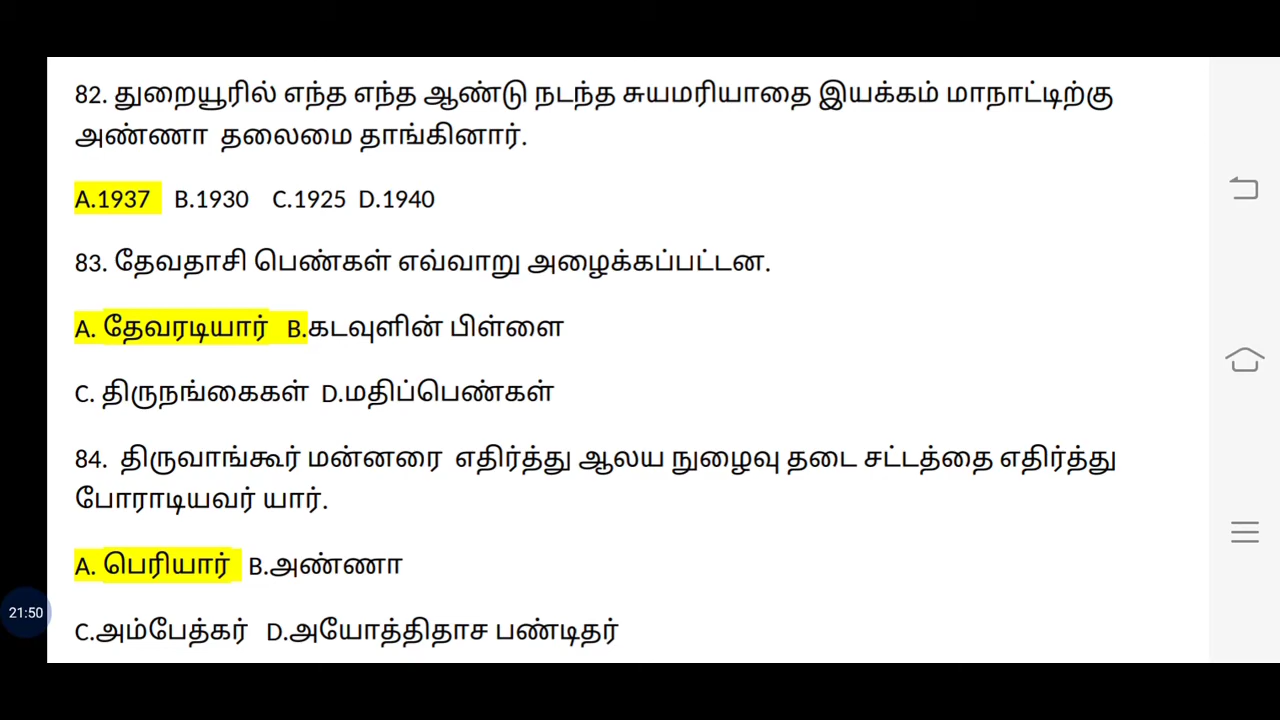 82. துறையூரில் எந்த எந்த ஆண்டு நடந்த சுயமரியாதை இயக்கம் மாநாட்டிற்கு
அண்ணா தலைமை தாங்கினார்.
A.1937 B.1930 C.1925 D.1940
83. தேவதாசி பெண்கள் எவ்வாறு அழைக்கப்பட்டன.
A. தேவரடியார் B.கடவுளின் பிள்ளை
C. திருநங்கைகள் D.மதிப்பெண்கள்
84. திருவாங்கூர் மன்னரை எதிர்த்து ஆலய நுழைவு தடை சட்டத்தை எதிர்த்து
போராடியவர் யார்.
A. பெரியார் B.அண்ணா
21:50
C.அம்பேத்கர் D.அயோத்திதாச பண்டிதர்